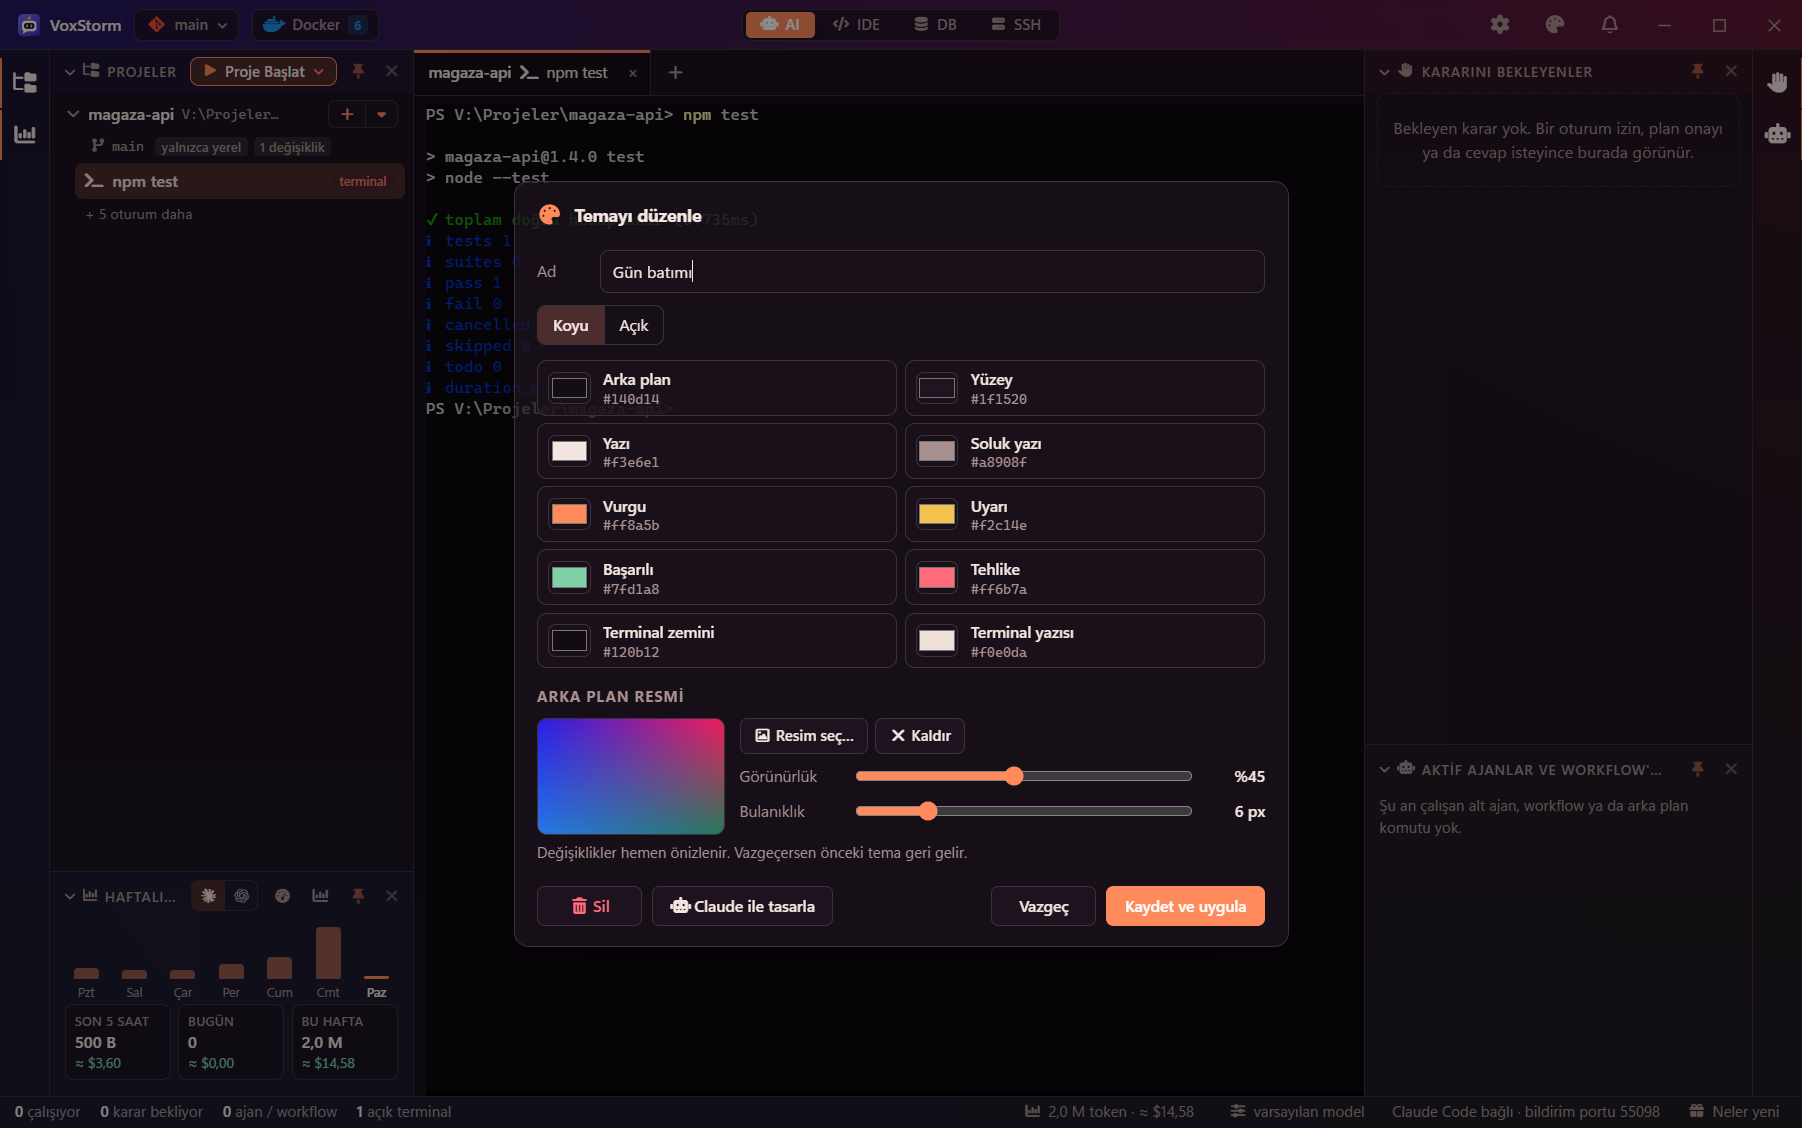 VoxStorm
main
Docker 6
AI
IDE
DB
SSH
PROJELER
Proje Başlat
magaza-api V:\Projeler…
main yalnızca yerel 1 değişiklik
npm test terminal
+ 5 oturum daha
magaza-api npm test ×
PS V:\Projeler\magaza-api> npm test
> magaza-api@1.4.0 test
> node --test
✓ toplam
ℹ tests 1
ℹ suites 0
ℹ pass 1
ℹ fail 0
ℹ cancelled
ℹ skipped 0
ℹ todo 0
ℹ duration
PS V:\Projeler\magaza-api>
Temayı düzenle
Ad Gün batımı
Koyu Açık
Arka plan
#140d14
Yüzey
#1f1520
Yazı
#f3e6e1
Soluk yazı
#a8908f
Vurgu
#ff8a5b
Uyarı
#f2c14e
Başarılı
#7fd1a8
Tehlike
#ff6b7a
Terminal zemini
#120b12
Terminal yazısı
#f0e0da
ARKA PLAN RESMİ
Resim seç...
Kaldır
Görünürlük %45
Bulanıklık 6 px
Değişiklikler hemen önizlenir. Vazgeçersen önceki tema geri gelir.
Sil
Claude ile tasarla
Vazgeç
Kaydet ve uygula
KARARINI BEKLEYENLER
Bekleyen karar yok. Bir oturum izin, plan onayı
ya da cevap isteyince burada görünür.
AKTİF AJANLAR VE WORKFLOW'...
Şu an çalışan alt ajan, workflow ya da arka plan
komutu yok.
HAFTALI...
Pzt Sal Çar Per Cum Cmt Paz
SON 5 SAAT
500 B
≈ $3,60
BUGÜN
0
≈ $0,00
BU HAFTA
2,0 M
≈ $14,58
0 çalışıyor 0 karar bekliyor 0 ajan / workflow 1 açık terminal
2,0 M token · ≈ $14,58 varsayılan model Claude Code bağlı · bildirim portu 55098 Neler yeni